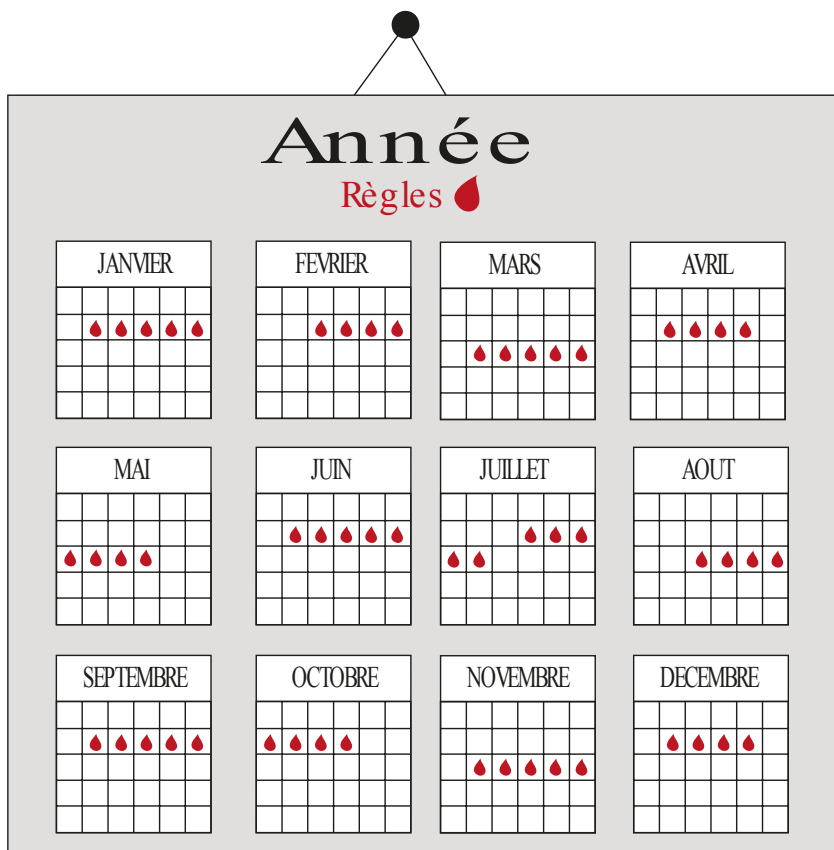 Année
Règles
JANVIER
FEVRIER
MARS
AVRIL
MAI
JUIN
JUILLET
AOUT
SEPTEMBRE
OCTOBRE
NOVEMBRE
DECEMBRE